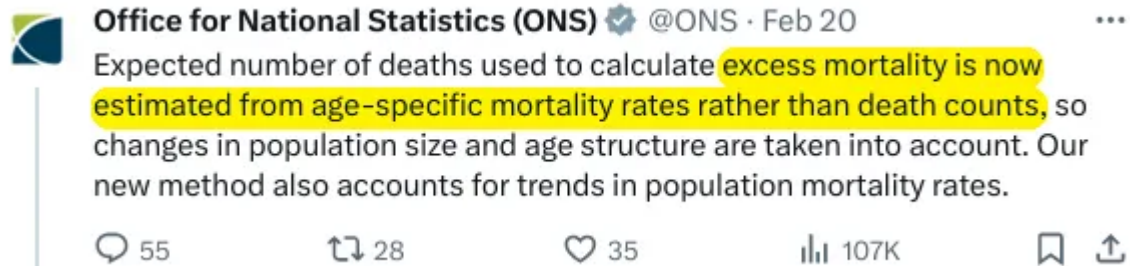 Office for National Statistics (ONS) @ONS · Feb 20
Expected number of deaths used to calculate excess mortality is now
estimated from age-specific mortality rates rather than death counts, so
changes in population size and age structure are taken into account. Our
new method also accounts for trends in population mortality rates.
55 28 35 107K